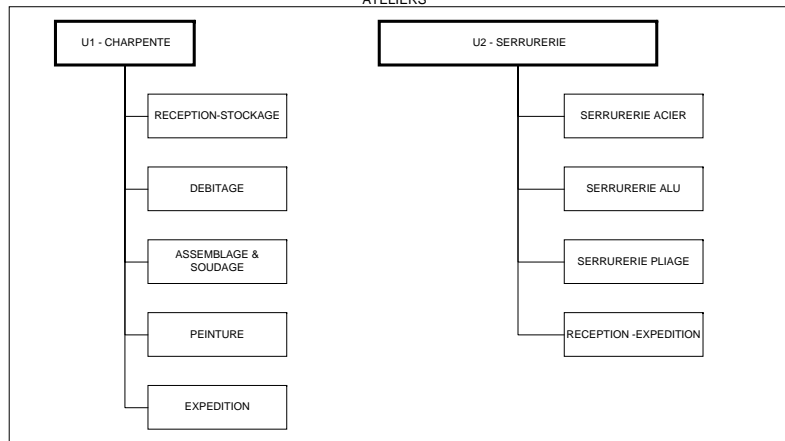 ATELIERS
U1 - CHARPENTE
RECEPTION-STOCKAGE
DEBITAGE
ASSEMBLAGE &
SOUDAGE
PEINTURE
EXPEDITION
U2 - SERRURERIE
SERRURERIE ACIER
SERRURERIE ALU
SERRURERIE PLIAGE
RECEPTION -EXPEDITION